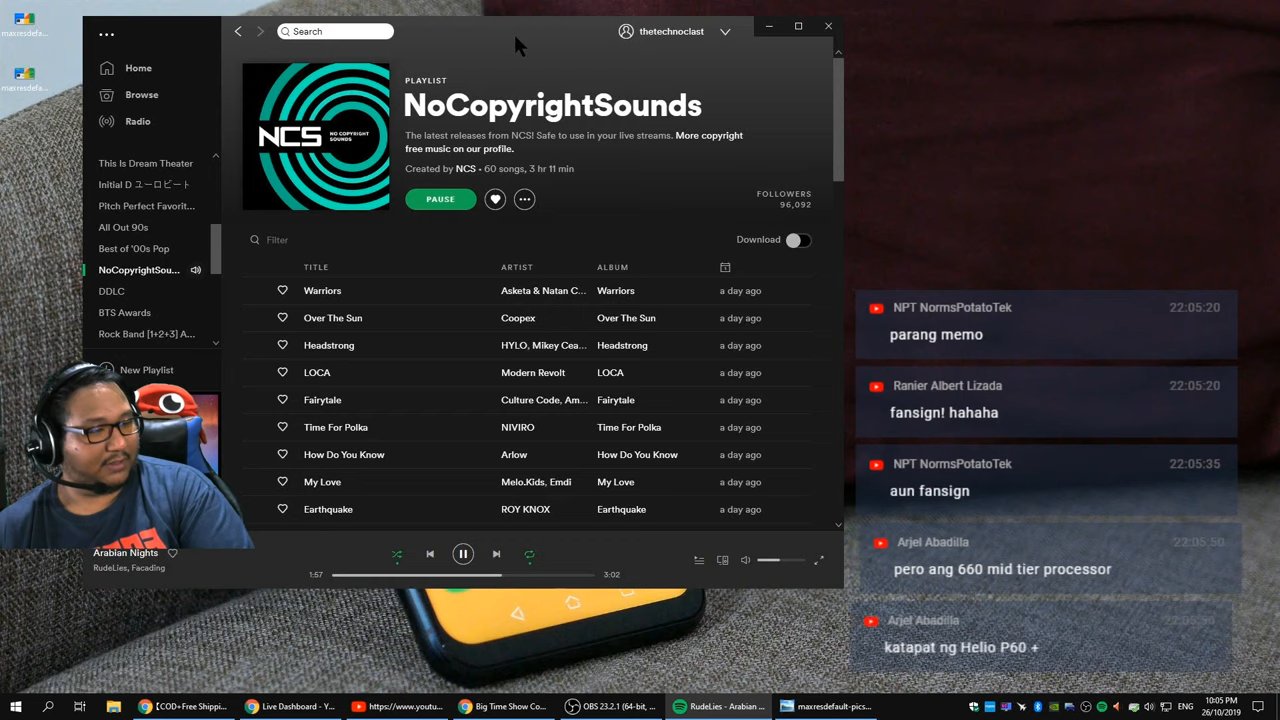 maxresdefa...
maxresdefa...
Search
thetechnoclast
Home
Browse
Radio
This Is Dream Theater
Initial D ユーロビート
Pitch Perfect Favorit...
All Out 90s
Best of '00s Pop
NoCopyrightSou...
DDLC
BTS Awards
Rock Band [1+2+3] A...
New Playlist
NCS NO COPYRIGHT SOUNDS
PLAYLIST
NoCopyrightSounds
The latest releases from NCS! Safe to use in your live streams. More copyright
free music on our profile.
Created by NCS • 60 songs, 3 hr 11 min
PAUSE
FOLLOWERS
96,092
Filter
Download
TITLE ARTIST ALBUM
Warriors Asketa & Natan C... Warriors a day ago
Over The Sun Coopex Over The Sun a day ago
Headstrong HYLO, Mikey Cea... Headstrong a day ago
LOCA Modern Revolt LOCA a day ago
Fairytale Culture Code, Am... Fairytale a day ago
Time For Polka NIVIRO Time For Polka a day ago
How Do You Know Arlow How Do You Know a day ago
My Love Melo.Kids, Emdi My Love a day ago
Earthquake ROY KNOX Earthquake a day ago
Arabian Nights
RudeLies, Facading
1:57 3:02
NPT NormsPotatoTek 22:05:20
parang memo
Ranier Albert Lizada 22:05:20
fansign! hahaha
NPT NormsPotatoTek 22:05:35
aun fansign
Arjel Abadilla 22:05:50
pero ang 660 mid tier processor
Arjel Abadilla
katapat ng Helio P60 +
【COD+Free Shippi...
Live Dashboard - Y...
https://www.youtu...
Big Time Show Co...
OBS 23.2.1 (64-bit, ...
RudeLies - Arabian ...
maxresdefault-pics...
ENG
10:05 PM
26/10/2019